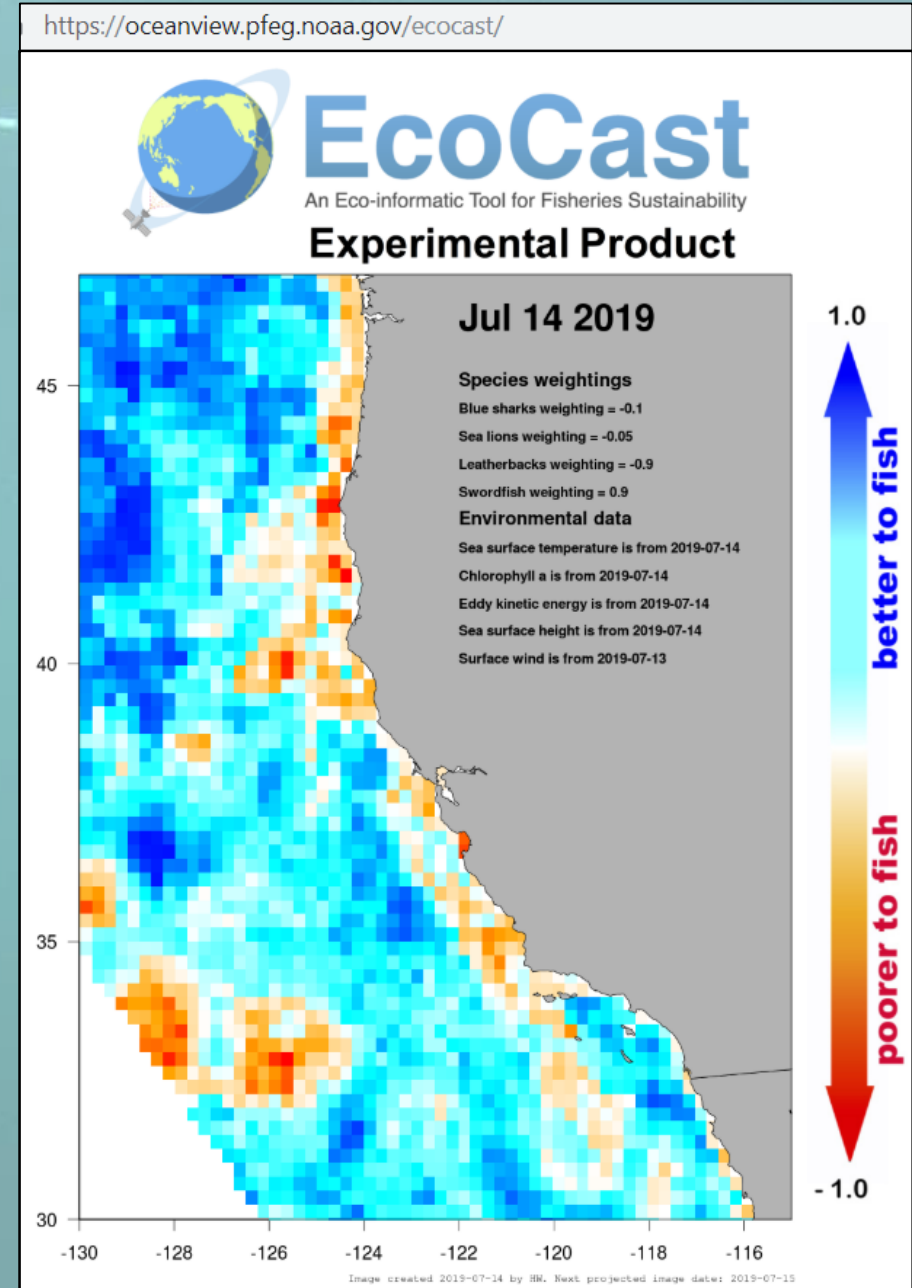 https://oceanview.pfeg.noaa.gov/ecocast/
EcoCast
An Eco-informatic Tool for Fisheries Sustainability
Experimental Product
Jul 14 2019
Species weightings
Blue sharks weighting = -0.1
Sea lions weighting = -0.05
Leatherbacks weighting = -0.9
Swordfish weighting = 0.9
Environmental data
Sea surface temperature is from 2019-07-14
Chlorophyll a is from 2019-07-14
Eddy kinetic energy is from 2019-07-14
Sea surface height is from 2019-07-14
Surface wind is from 2019-07-13
1.0
better to fish
poorer to fish
- 1.0
45
40
35
30
-130 -128 -126 -124 -122 -120 -118 -116
Image created 2019-07-14 by HW. Next projected image date: 2019-07-15